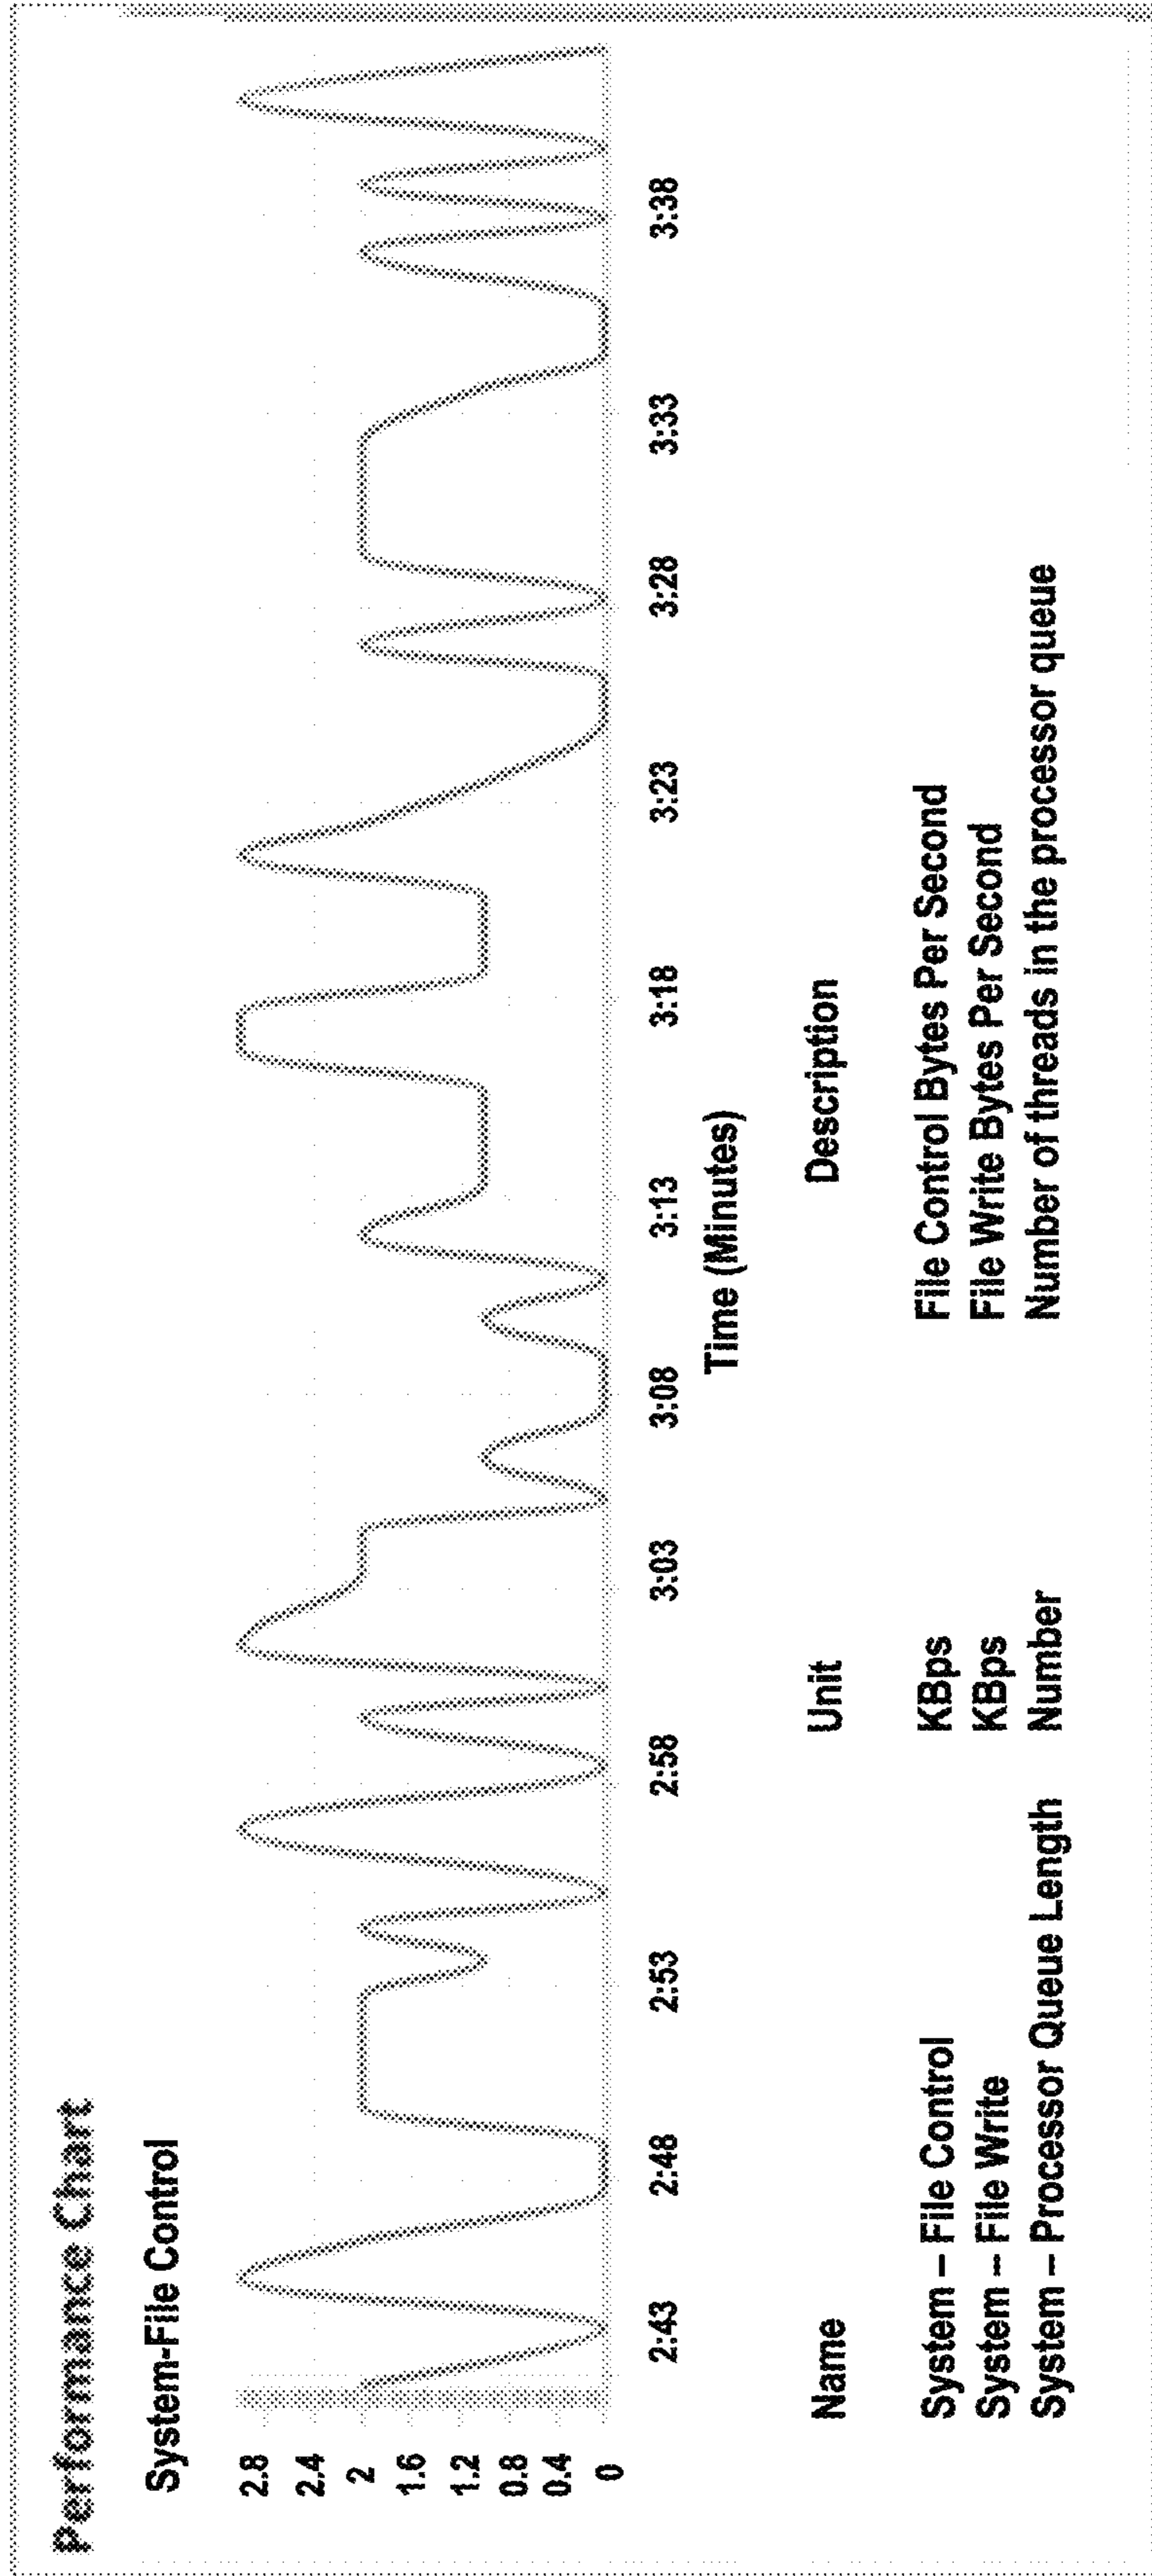 Performance Chart
System-File Control
2.8
2.4
2
1.6
1.2
0.8
0.4
0
2:43 2:48 2:53 2:58 3:03 3:08 3:13 3:18 3:23 3:28 3:33 3:38
Time (Minutes)
Name Unit Description
System – File Control KBps File Control Bytes Per Second
System – File Write KBps File Write Bytes Per Second
System – Processor Queue Length Number Number of threads in the processor queue